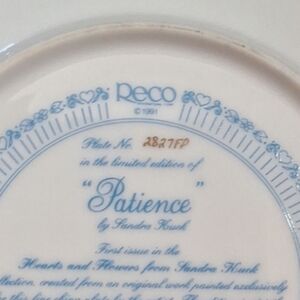 Reco
© 1991
Plate No. 2827FP
in the limited edition of
"Patience"
by Sandra Kuck
First issue in the
Hearts and Flowers from Sandra Kuck
collection, created from an original work painted exclusively